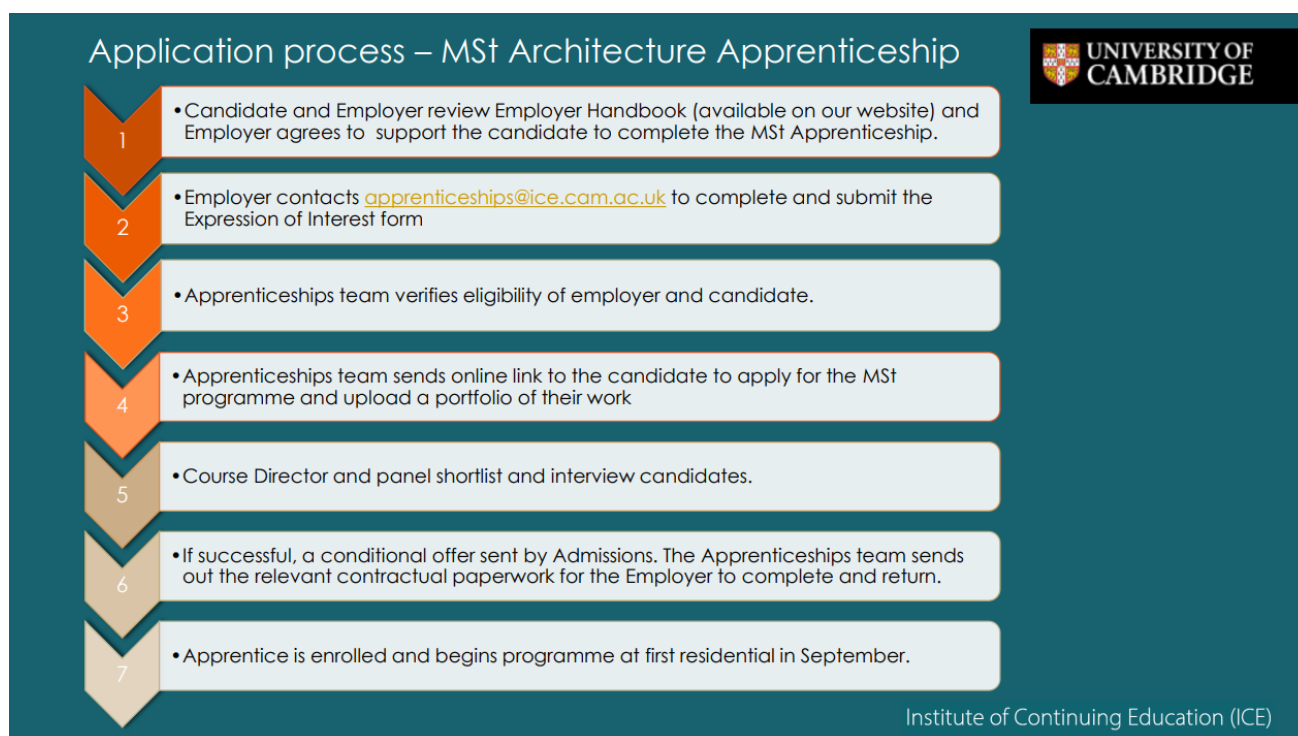 Application process – MSt Architecture Apprenticeship
UNIVERSITY OF
CAMBRIDGE
1
•Candidate and Employer review Employer Handbook (available on our website) and
Employer agrees to  support the candidate to complete the MSt Apprenticeship.
2
•Employer contacts apprenticeships@ice.cam.ac.uk to complete and submit the
Expression of Interest form
3
•Apprenticeships team verifies eligibility of employer and candidate.
4
•Apprenticeships team sends online link to the candidate to apply for the MSt
programme and upload a portfolio of their work
5
•Course Director and panel shortlist and interview candidates.
6
•If successful, a conditional offer sent by Admissions. The Apprenticeships team sends
out the relevant contractual paperwork for the Employer to complete and return.
7
•Apprentice is enrolled and begins programme at first residential in September.
Institute of Continuing Education (ICE)